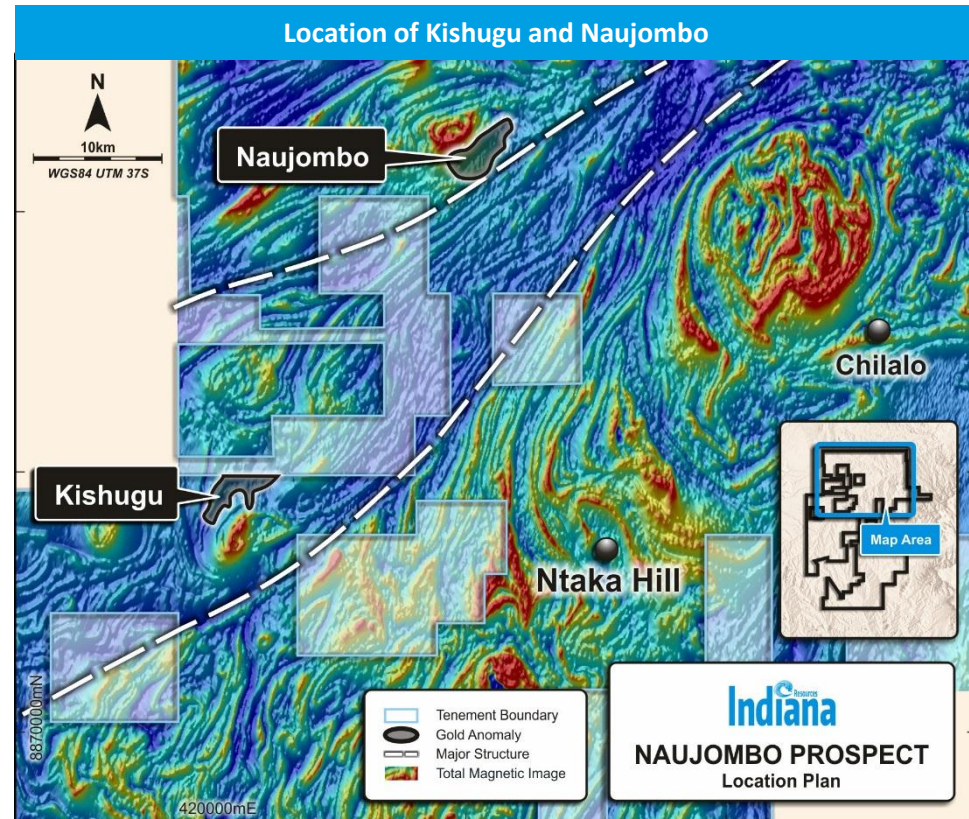 Location of Kishugu and Naujombo
N
10km
WGS84 UTM 37S
Naujombo
Chilalo
Kishugu
Ntaka Hill
Map Area
8870000mN
420000mE
Tenement Boundary
Gold Anomaly
Major Structure
Total Magnetic Image
Resources
Indiana
NAUJOMBO PROSPECT
Location Plan